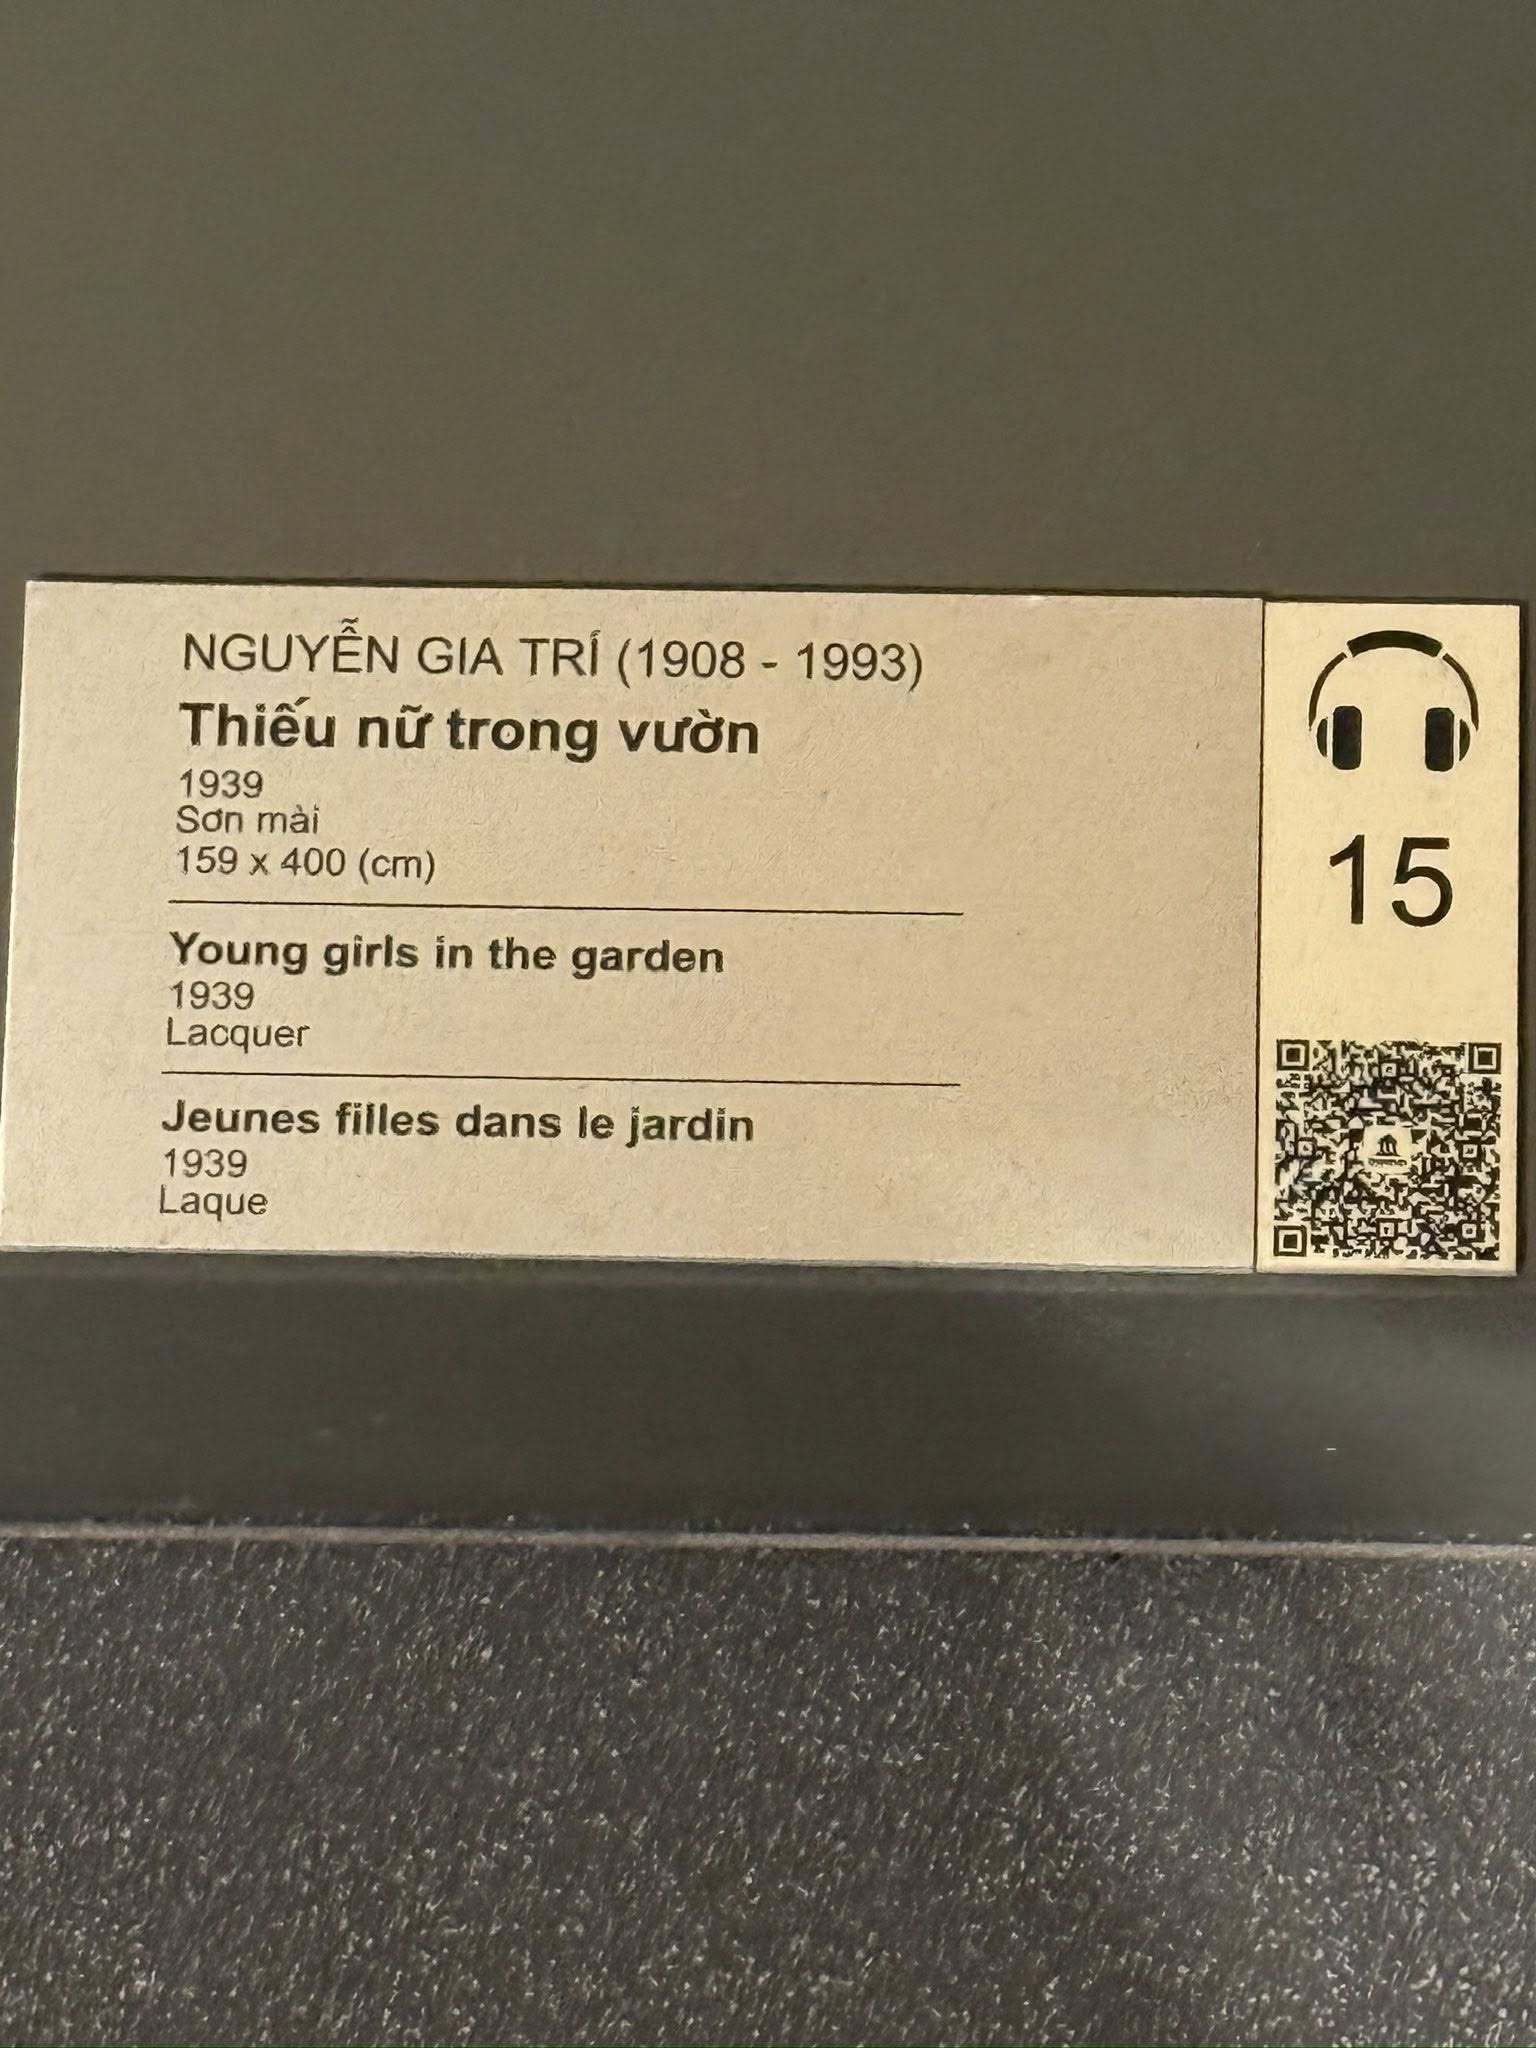 NGUYỄN GIA TRÍ (1908 - 1993)
Thiếu nữ trong vườn
1939
Sơn mài
159 x 400 (cm)
Young girls in the garden
1939
Lacquer
Jeunes filles dans le jardin
1939
Laque
15